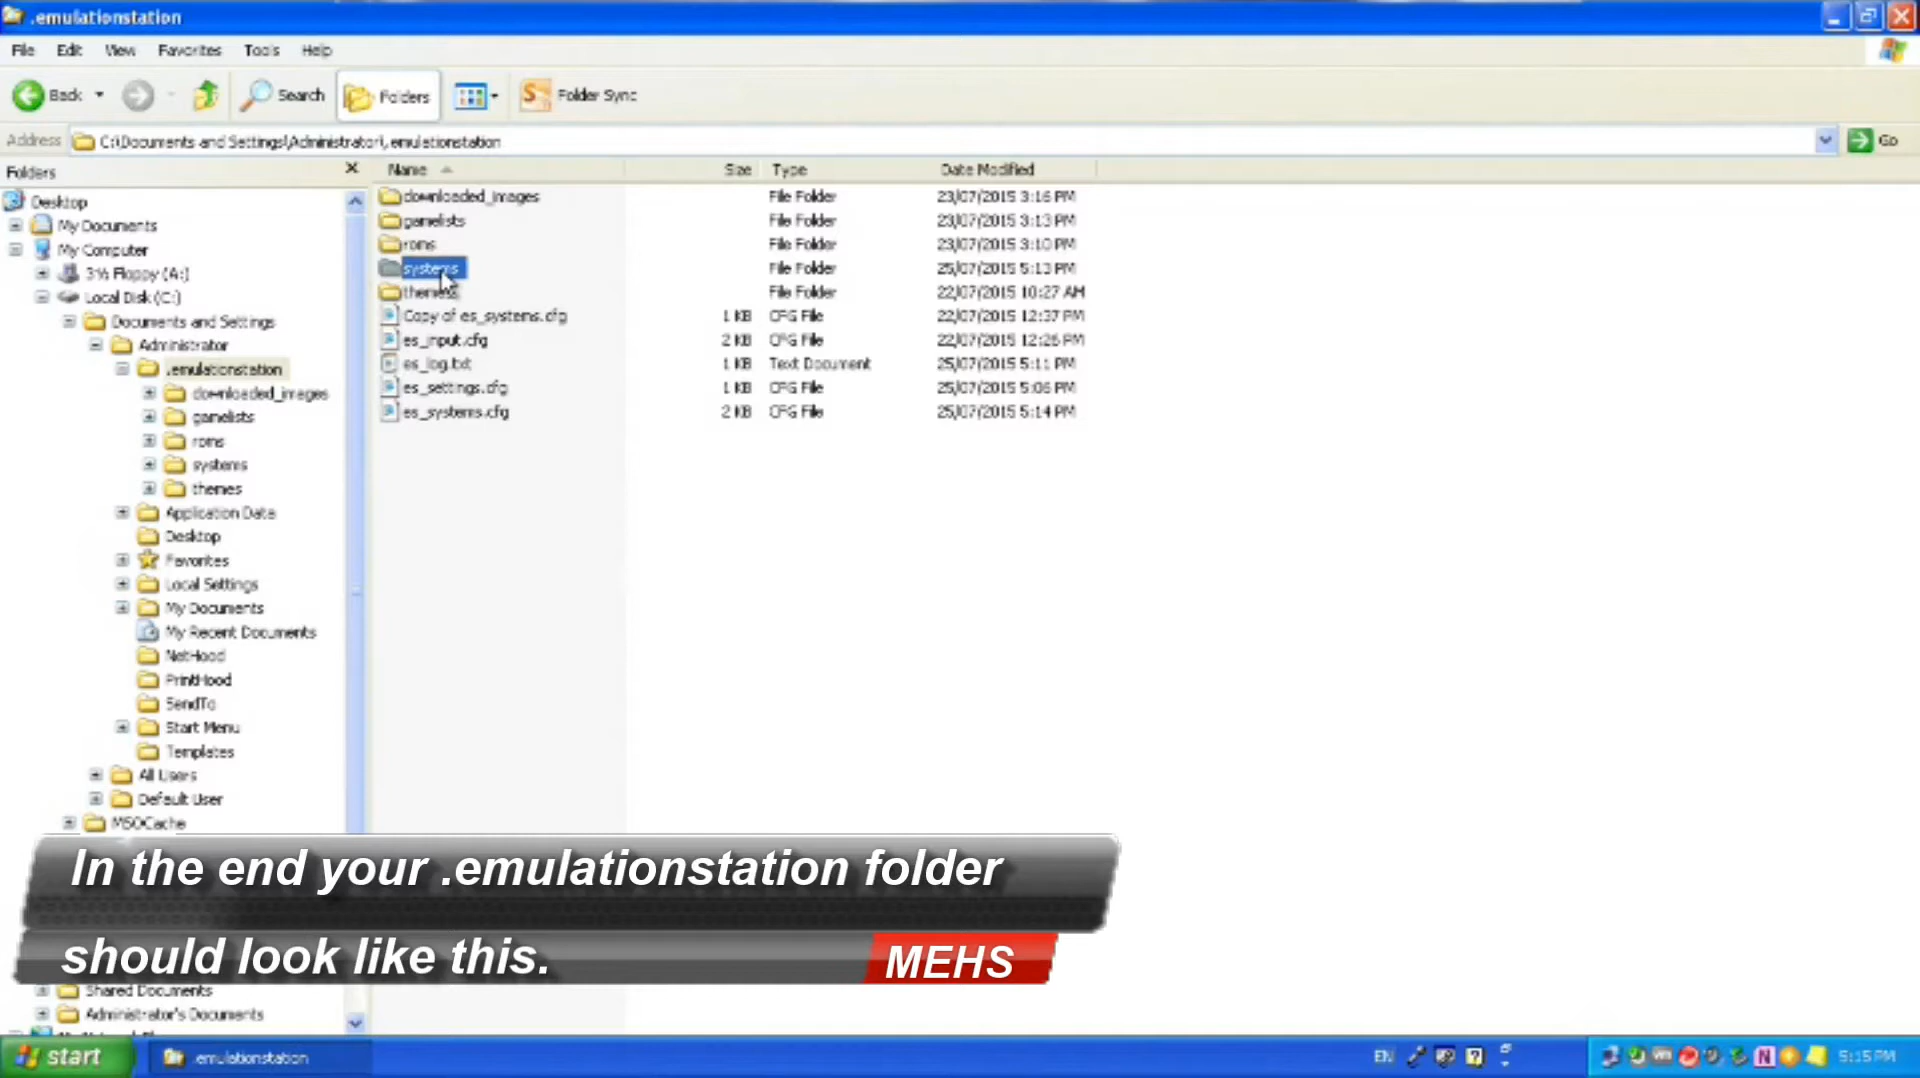 .emulationstation
File Edit View Favorites Tools Help
Back Search Folders Folder Sync
Address C:\Documents and Settings\Administrator\.emulationstation Go
Folders
Desktop
My Documents
My Computer
3½ Floppy (A:)
Local Disk (C:)
Documents and Settings
Administrator
.emulationstation
downloaded_images
gamelists
roms
systems
themes
Application Data
Desktop
Favorites
Local Settings
My Documents
My Recent Documents
NetHood
PrintHood
SendTo
Start Menu
Templates
All Users
Default User
MSOCache
Shared Documents
Administrator's Documents
Name Size Type Date Modified
downloaded_images File Folder 23/07/2015 3:16 PM
gamelists File Folder 23/07/2015 3:13 PM
roms File Folder 23/07/2015 3:10 PM
systems File Folder 25/07/2015 5:13 PM
themes File Folder 22/07/2015 10:27 AM
Copy of es_systems.cfg 1 KB CFG File 22/07/2015 12:37 PM
es_input.cfg 2 KB CFG File 22/07/2015 12:26 PM
es_log.txt 1 KB Text Document 25/07/2015 5:11 PM
es_settings.cfg 1 KB CFG File 25/07/2015 5:06 PM
es_systems.cfg 2 KB CFG File 25/07/2015 5:14 PM
In the end your .emulationstation folder
should look like this.
MEHS
start .emulationstation EN 5:15 PM